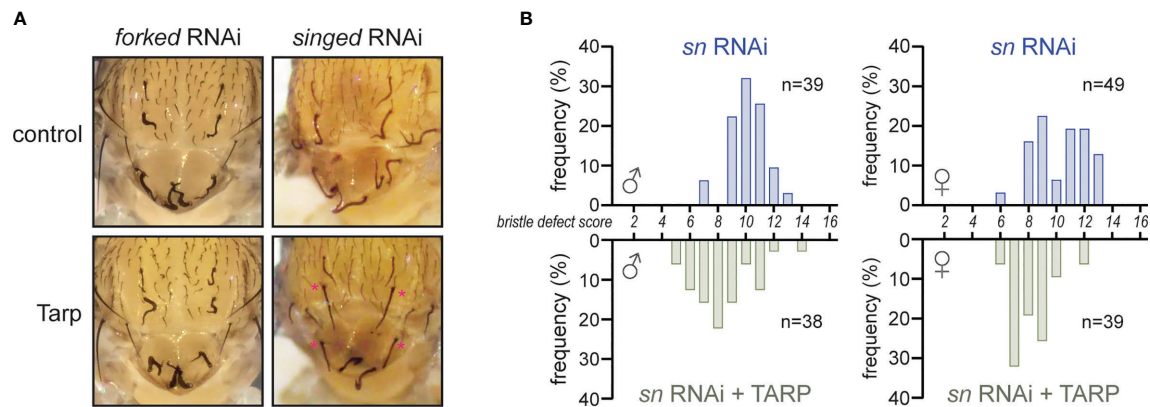 A
forked RNAi
singed RNAi
control
Tarp
*
*
*
*
B
sn RNAi
40
30
20
10
0
frequency (%)
n=39
♂
sn RNAi
40
30
20
10
0
frequency (%)
n=49
♀
bristle defect score
2 4 6 8 10 12 14 16
2 4 6 8 10 12 14 16
0
10
20
30
40
frequency (%)
♂
n=38
sn RNAi + TARP
0
10
20
30
40
frequency (%)
♀
n=39
sn RNAi + TARP